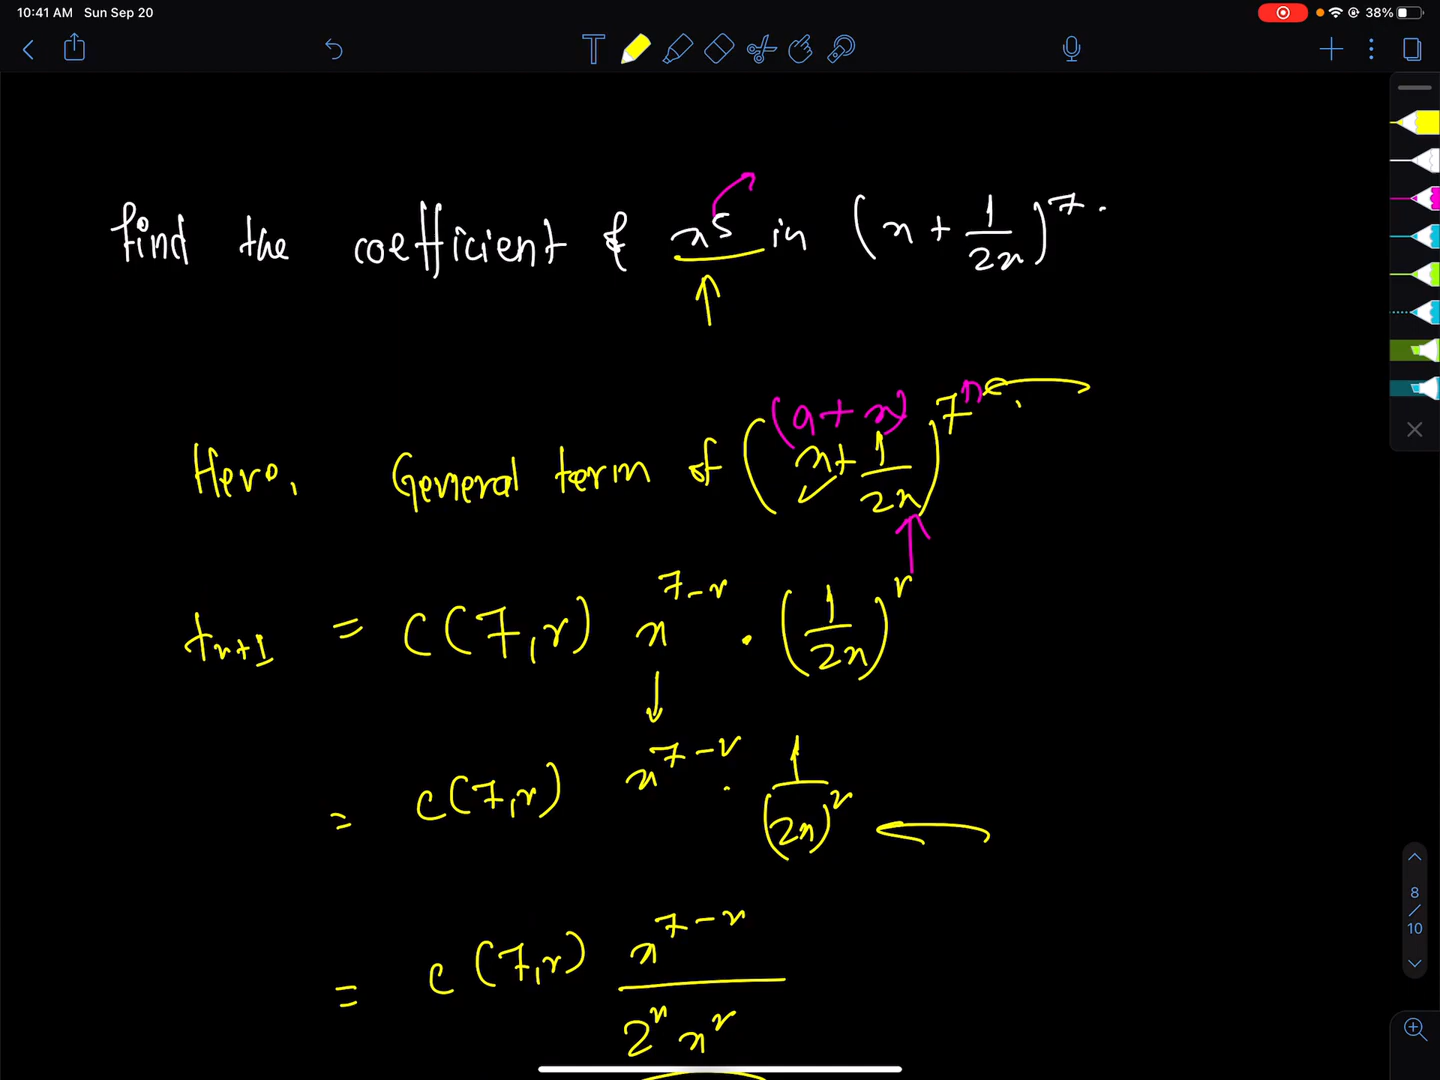 10:41 AM Sun Sep 20
38%
find the coefficient of x^5 in (x + 1/2x)^7.
(a + x)^n
Here, General term of (x + 1/2x)^7
t_{r+1} = C(7,r) x^{7-r} . (1/2x)^r
= C(7,r) x^{7-r} . 1/(2x)^r
= C(7,r) x^{7-r}/2^r x^r
8/10